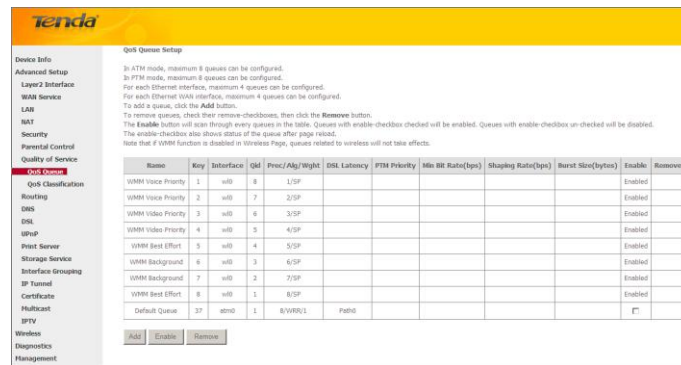 Tenda
Device Info
Advanced Setup
Layer2 Interface
WAN Service
LAN
NAT
Security
Parental Control
Quality of Service
QoS Queue
QoS Classification
Routing
DNS
DSL
UPnP
Print Server
Storage Service
Interface Grouping
IP Tunnel
Certificate
Multicast
IPTV
Wireless
Diagnostics
Management
QoS Queue Setup
In ATM mode, maximum 8 queues can be configured.
In PTM mode, maximum 8 queues can be configured.
For each Ethernet interface, maximum 4 queues can be configured.
For each Ethernet WAN interface, maximum 4 queues can be configured.
To add a queue, click the Add button.
To remove queues, check their remove-checkboxes, then click the Remove button.
The Enable button will scan through every queues in the table. Queues with enable-checkbox checked will be enabled. Queues with enable-checkbox un-checked will be disabled.
The enable-checkbox also shows status of the queue after page reload.
Note that if WMM function is disabled in Wireless Page, queues related to wireless will not take effects.
Name Key Interface Qid Prec/Alg/Wght DSL Latency PTM Priority Min Bit Rate(bps) Shaping Rate(bps) Burst Size(bytes) Enable Remove
WMM Voice Priority 1 wl0 8 1/SP Enabled
WMM Voice Priority 2 wl0 7 2/SP Enabled
WMM Video Priority 3 wl0 6 3/SP Enabled
WMM Video Priority 4 wl0 5 4/SP Enabled
WMM Best Effort 5 wl0 4 5/SP Enabled
WMM Background 6 wl0 3 6/SP Enabled
WMM Background 7 wl0 2 7/SP Enabled
WMM Best Effort 8 wl0 1 8/SP Enabled
Default Queue 37 atm0 1 8/WRR/1 Path0
Add Enable Remove